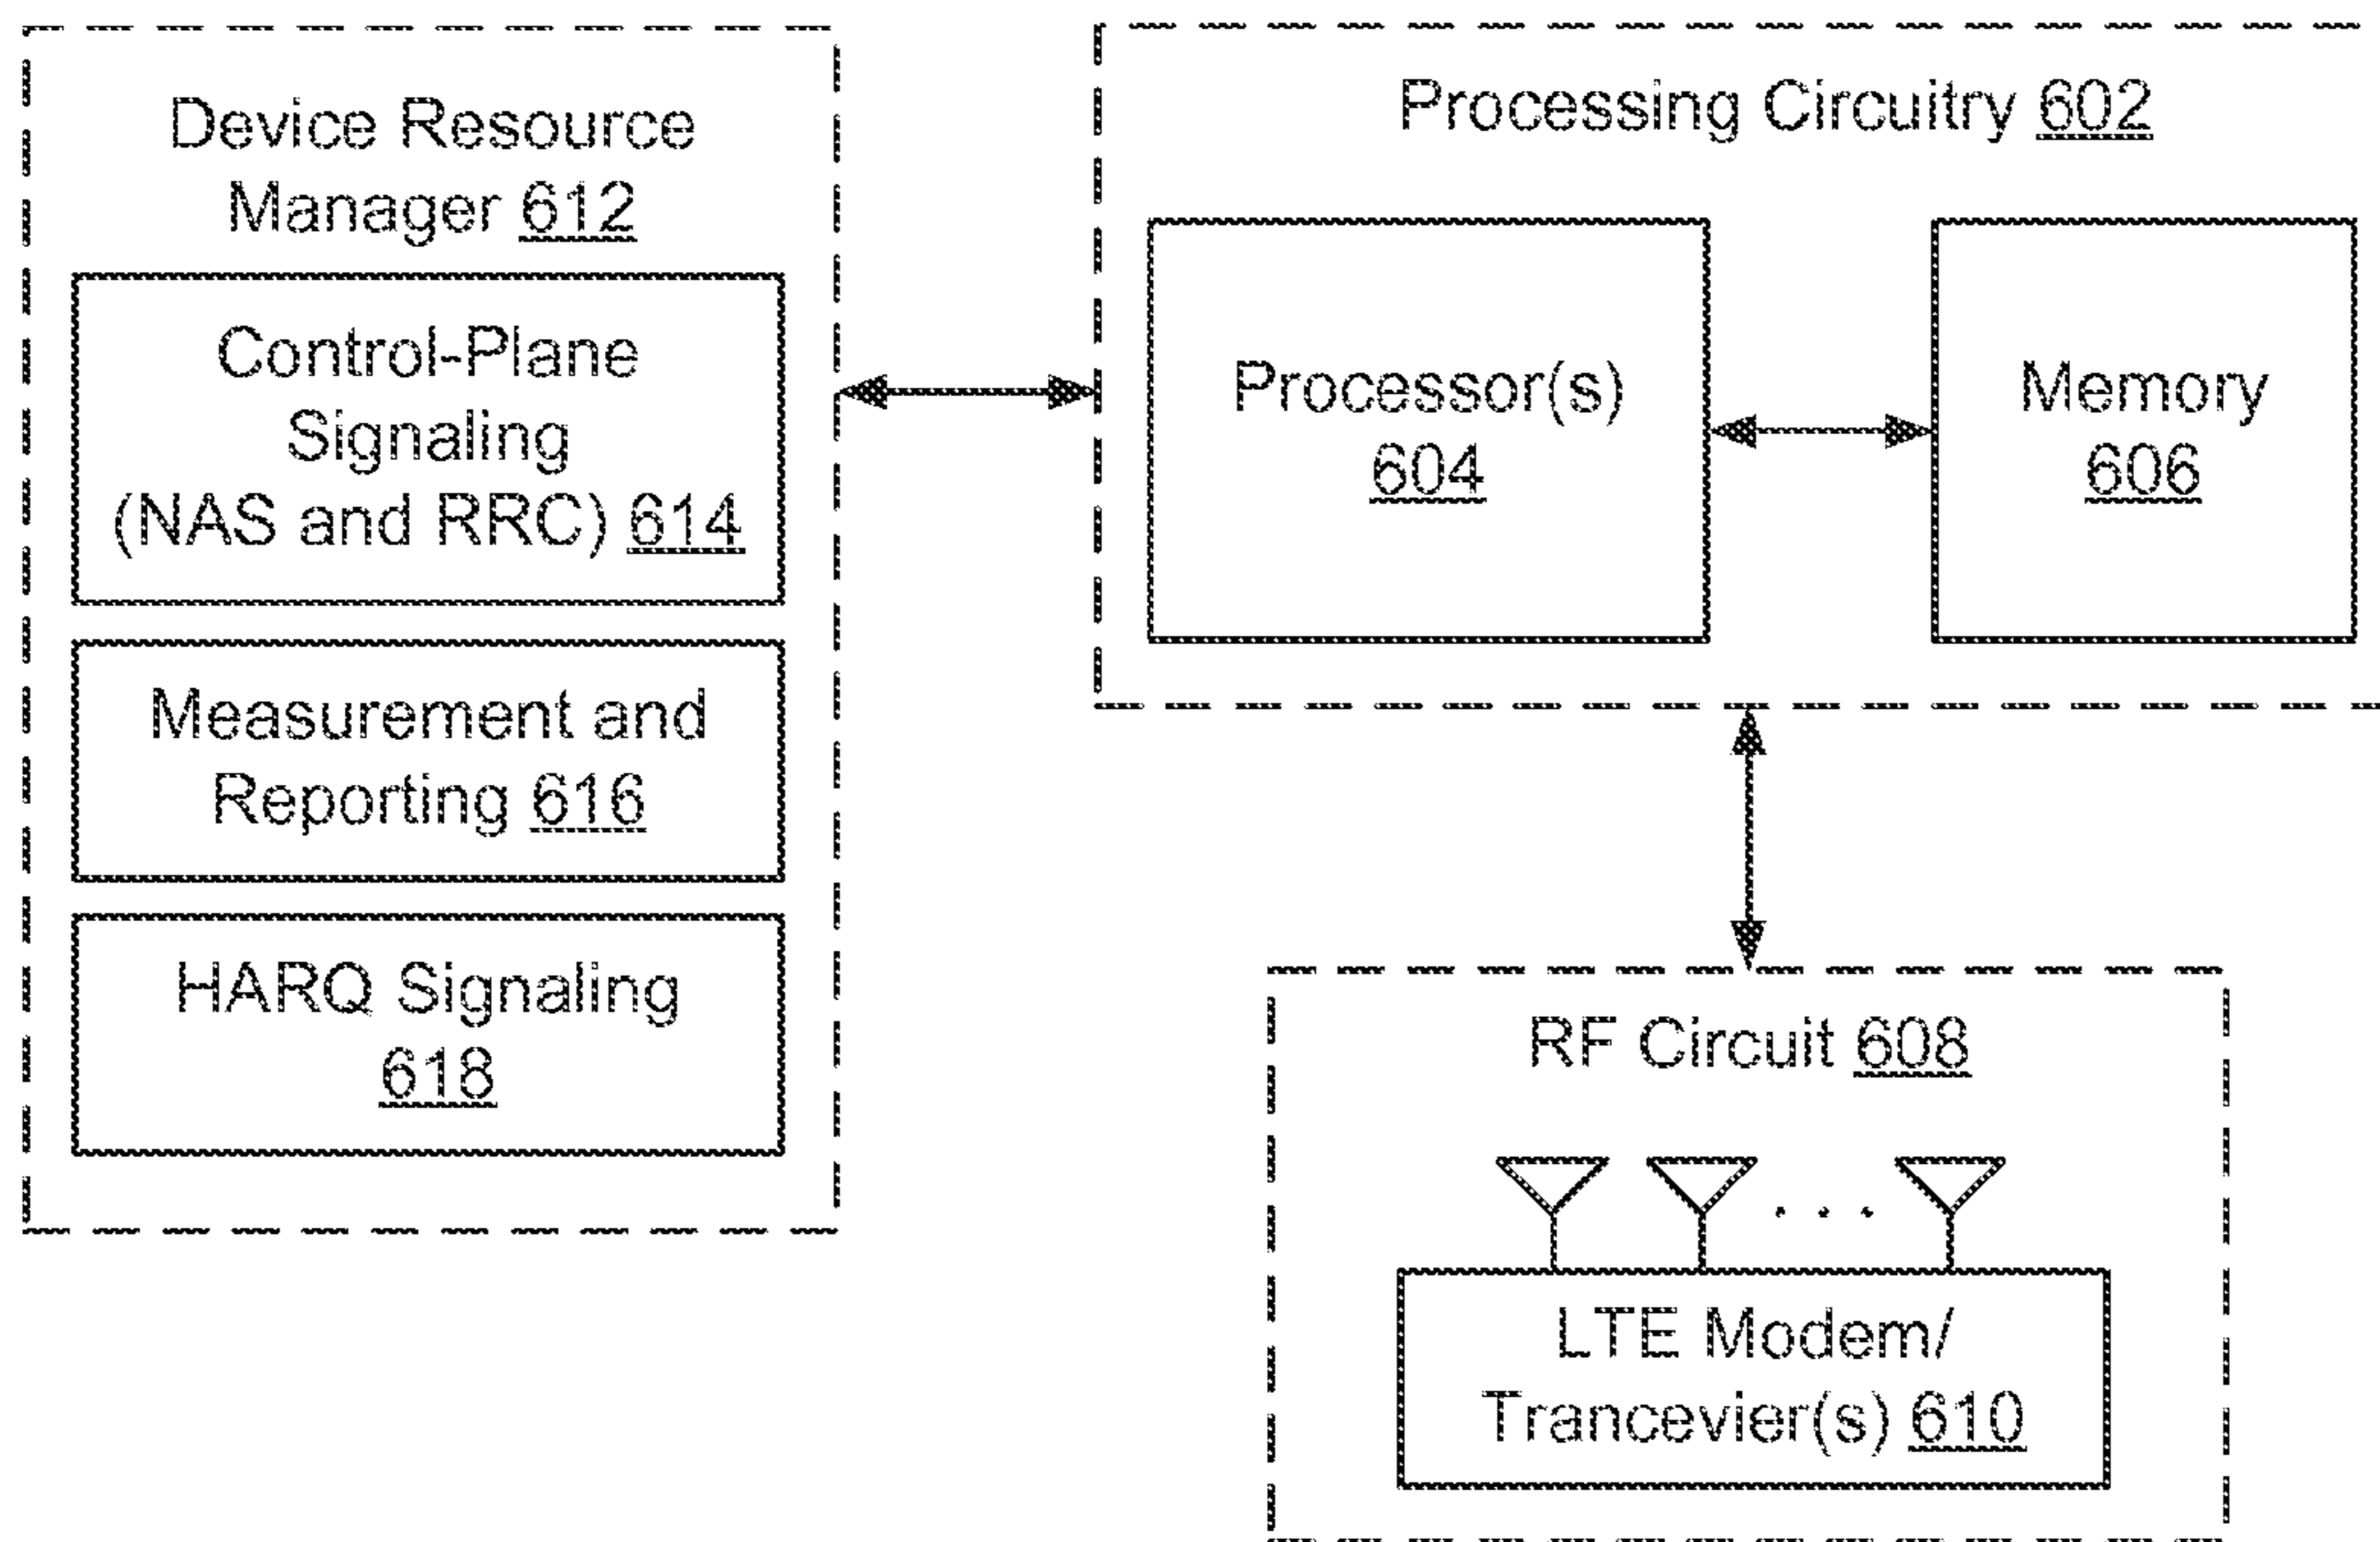 Device Resource
Manager 612
Control-Plane
Signaling
(NAS and RRC) 614
Measurement and
Reporting 616
HARQ Signaling
618
Processing Circuitry 602
Processor(s)
604
Memory
606
RF Circuit 608
LTE Modem/
Trancevier(s) 610